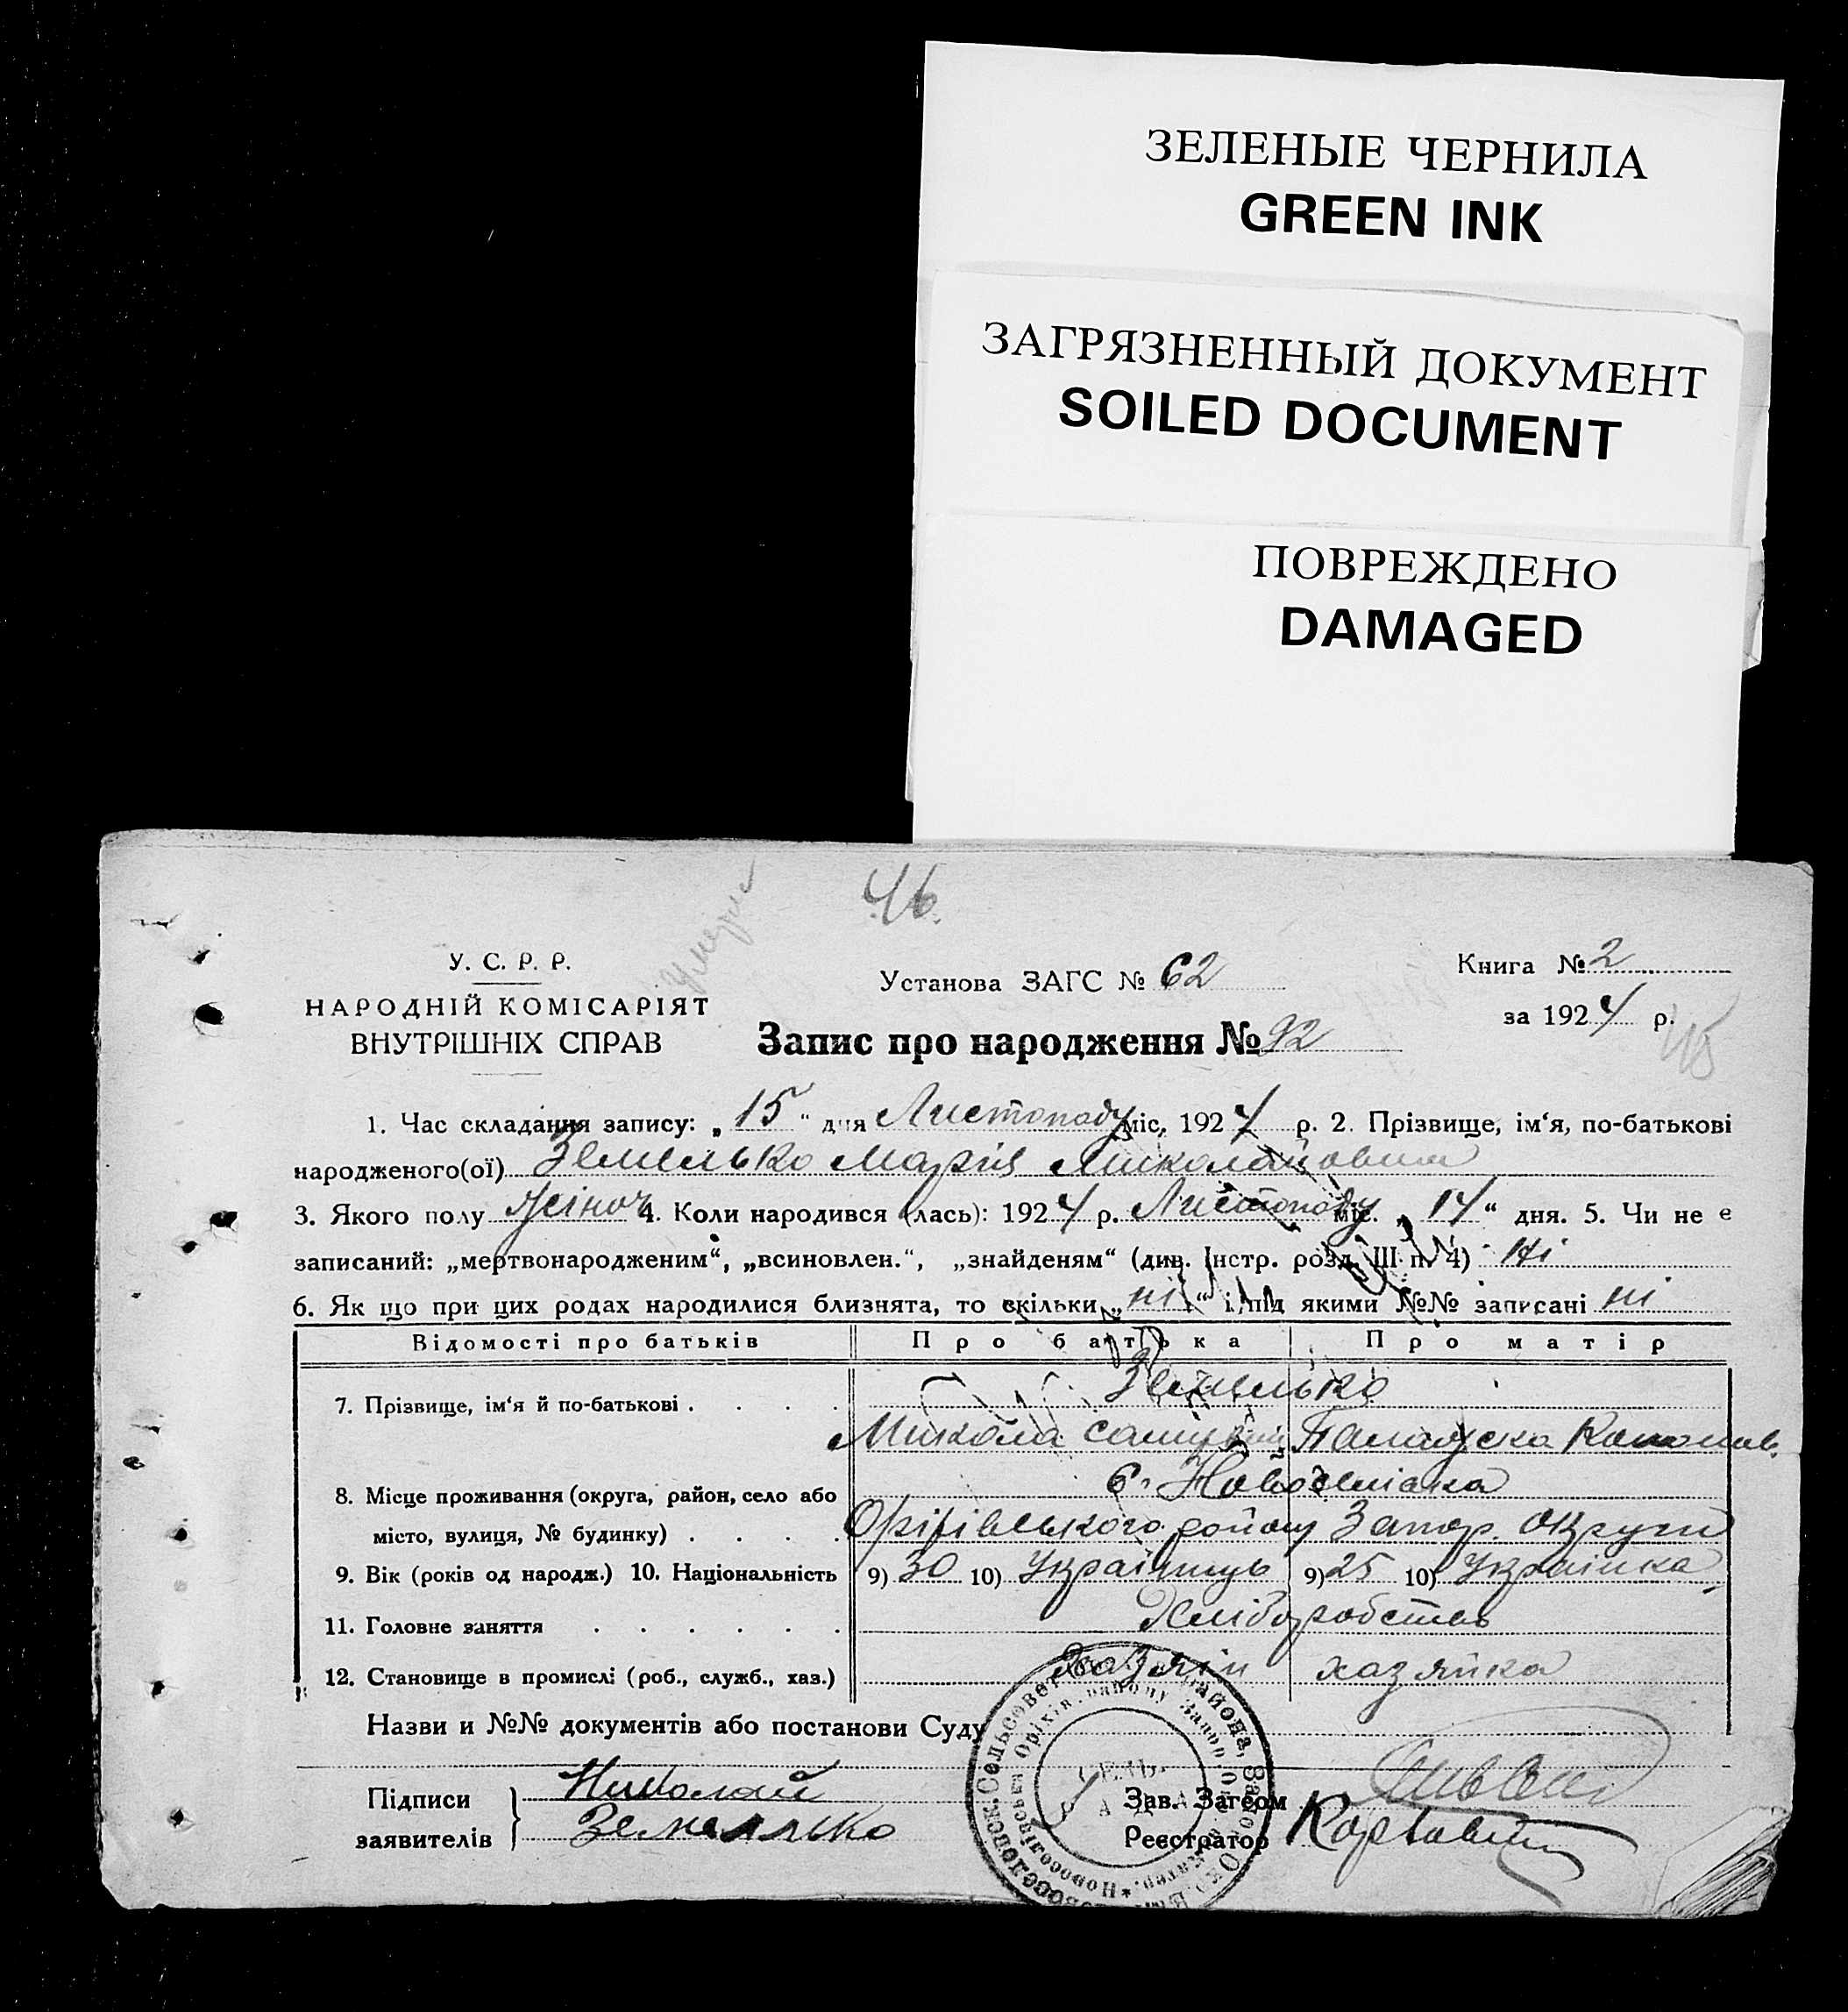 ЗЕЛЕНЫЕ ЧЕРНИЛА
GREEN INK
ЗАГРЯЗНЕННЫЙ ДОКУМЕНТ
SOILED DOCUMENT
ПОВРЕЖДЕНО
DAMAGED
46.
У. С. Р. Р.
НАРОДНІЙ КОМІСАРІЯТ
ВНУТРІШНІХ СПРАВ
Установа ЗАГС № 62
Книга № 2
за 1924 р.
45
Запис про народження № 92
1. Час складання запису: „15“ дня Листопаду міс. 1924 р. 2. Прізвище, ім‘я, по-батькові
народженого(ої) Земелько Марія
3. Якого полу жіноч 4. Коли народився (лась): 1924 р. Листопаду міс. „14“ дня. 5. Чи не є
записаний: „мертвонародженим“, „всиновлен.“, „знайденям“ (див. Інстр. розд. III п. 4) ні
6. Як що при цих родах народилися близнята, то скільки „ні“ і під якими №№ записані ні
Відомості про батьків Про батька Про матір
7. Прізвище, ім‘я й по-батькові . . . . Земелько
Микола
8. Місце проживання (округа, район, село або
місто, вулиця, № будинку) . . . . Запор. округи
9. Вік (років од народж.) 10. Національність 9) 30 10) Українець 9) 25 10) Українка
11. Головне заняття . . . . . . Хліборобство
12. Становище в промислі (роб., служб., хаз.) Хазяїн хазяйка
Назви и №№ документів або постанови Суду
Підписи
заявителів
Николай
Земелько
СЕЛЬ-
РАДА
Зав. Загсом
Реєстратор